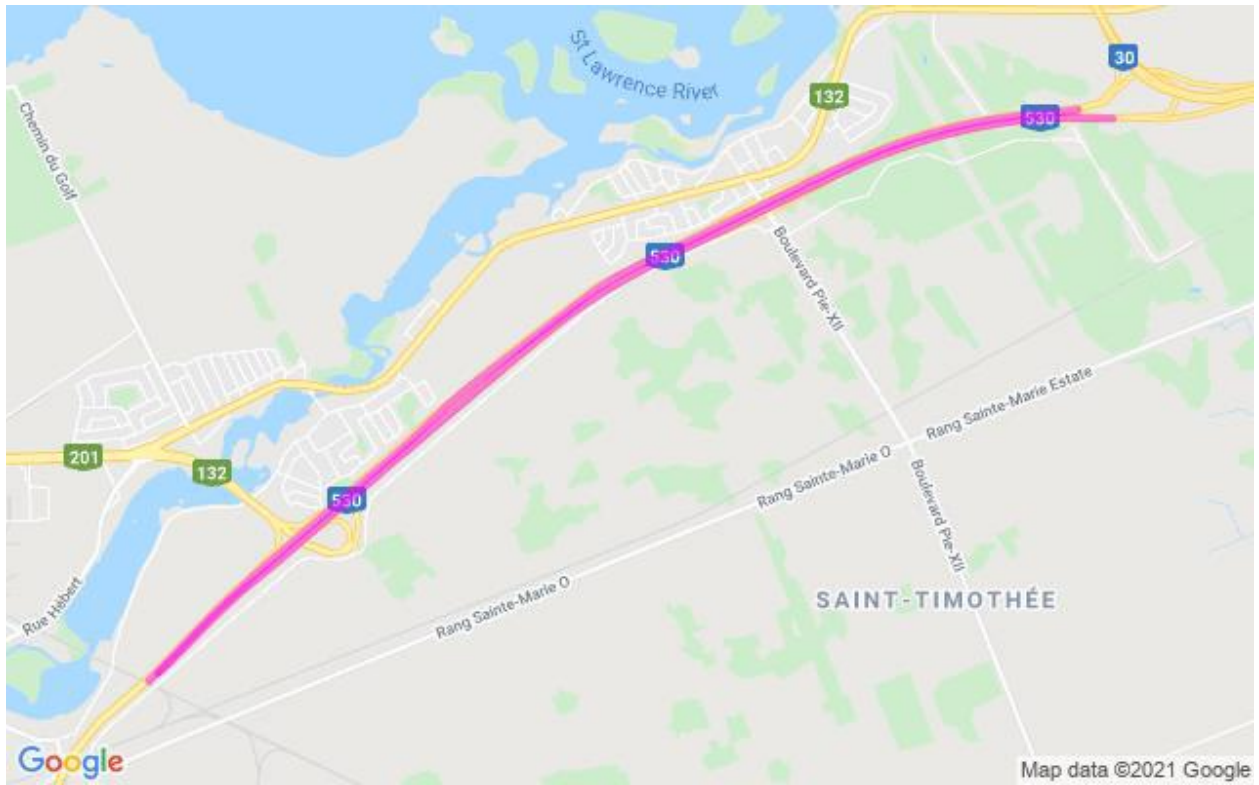 30
132
530
St Lawrence River
Chemin du Golf
530
Boulevard Pie-XII
Rang Sainte-Marie Estate
201
132
Rang Sainte-Marie O
530
Boulevard Pie-XII
Rue Hébert
SAINT-TIMOTHÉE
Rang Sainte-Marie O
Google
Map data ©2021 Google